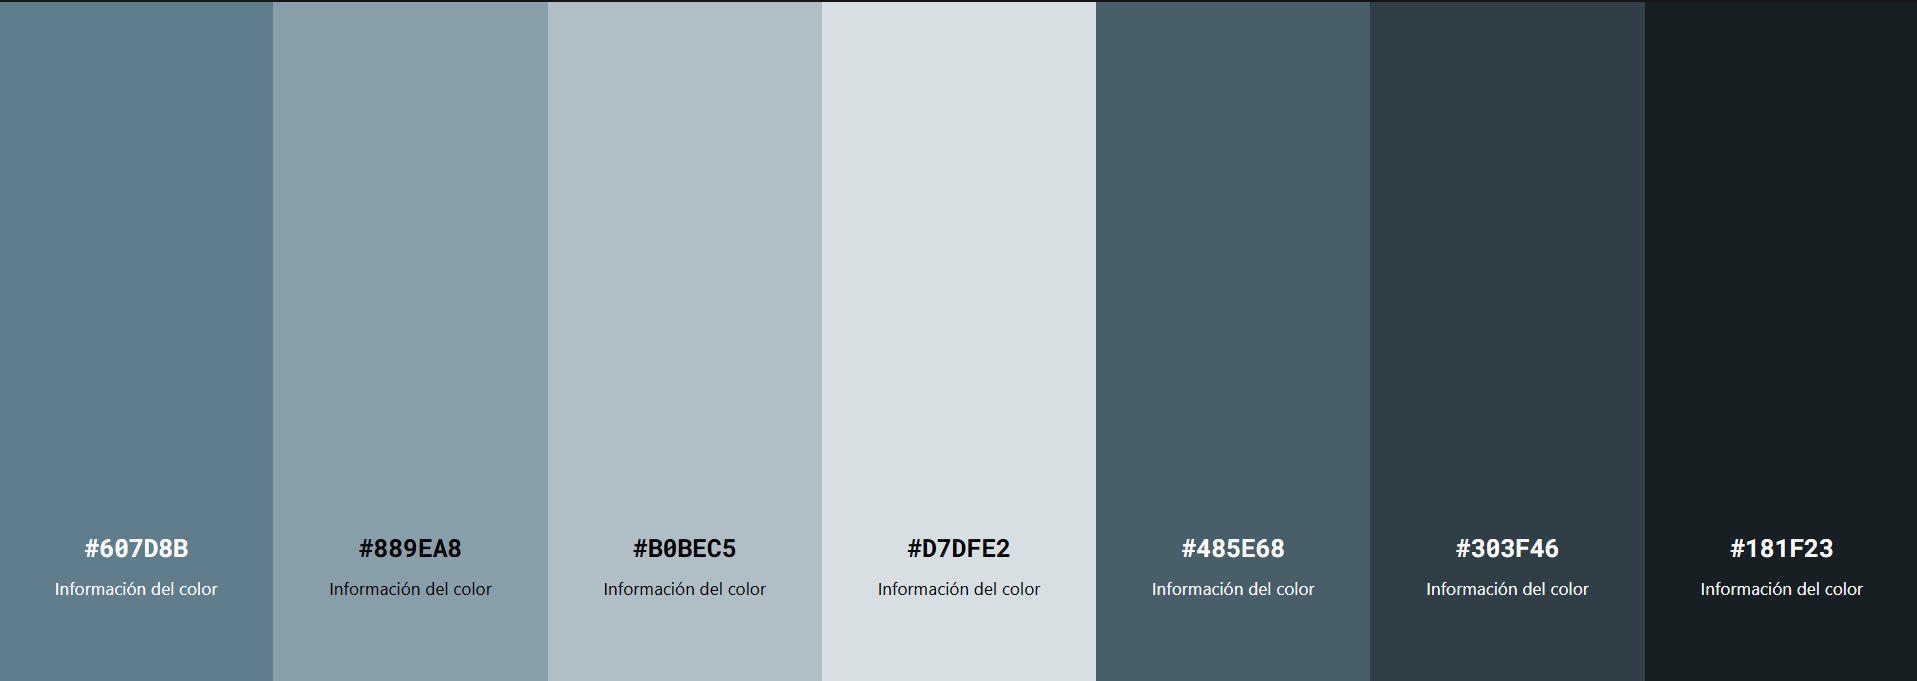 #607D8B
Información del color
#889EA8
Información del color
#B0BEC5
Información del color
#D7DFE2
Información del color
#485E68
Información del color
#303F46
Información del color
#181F23
Información del color